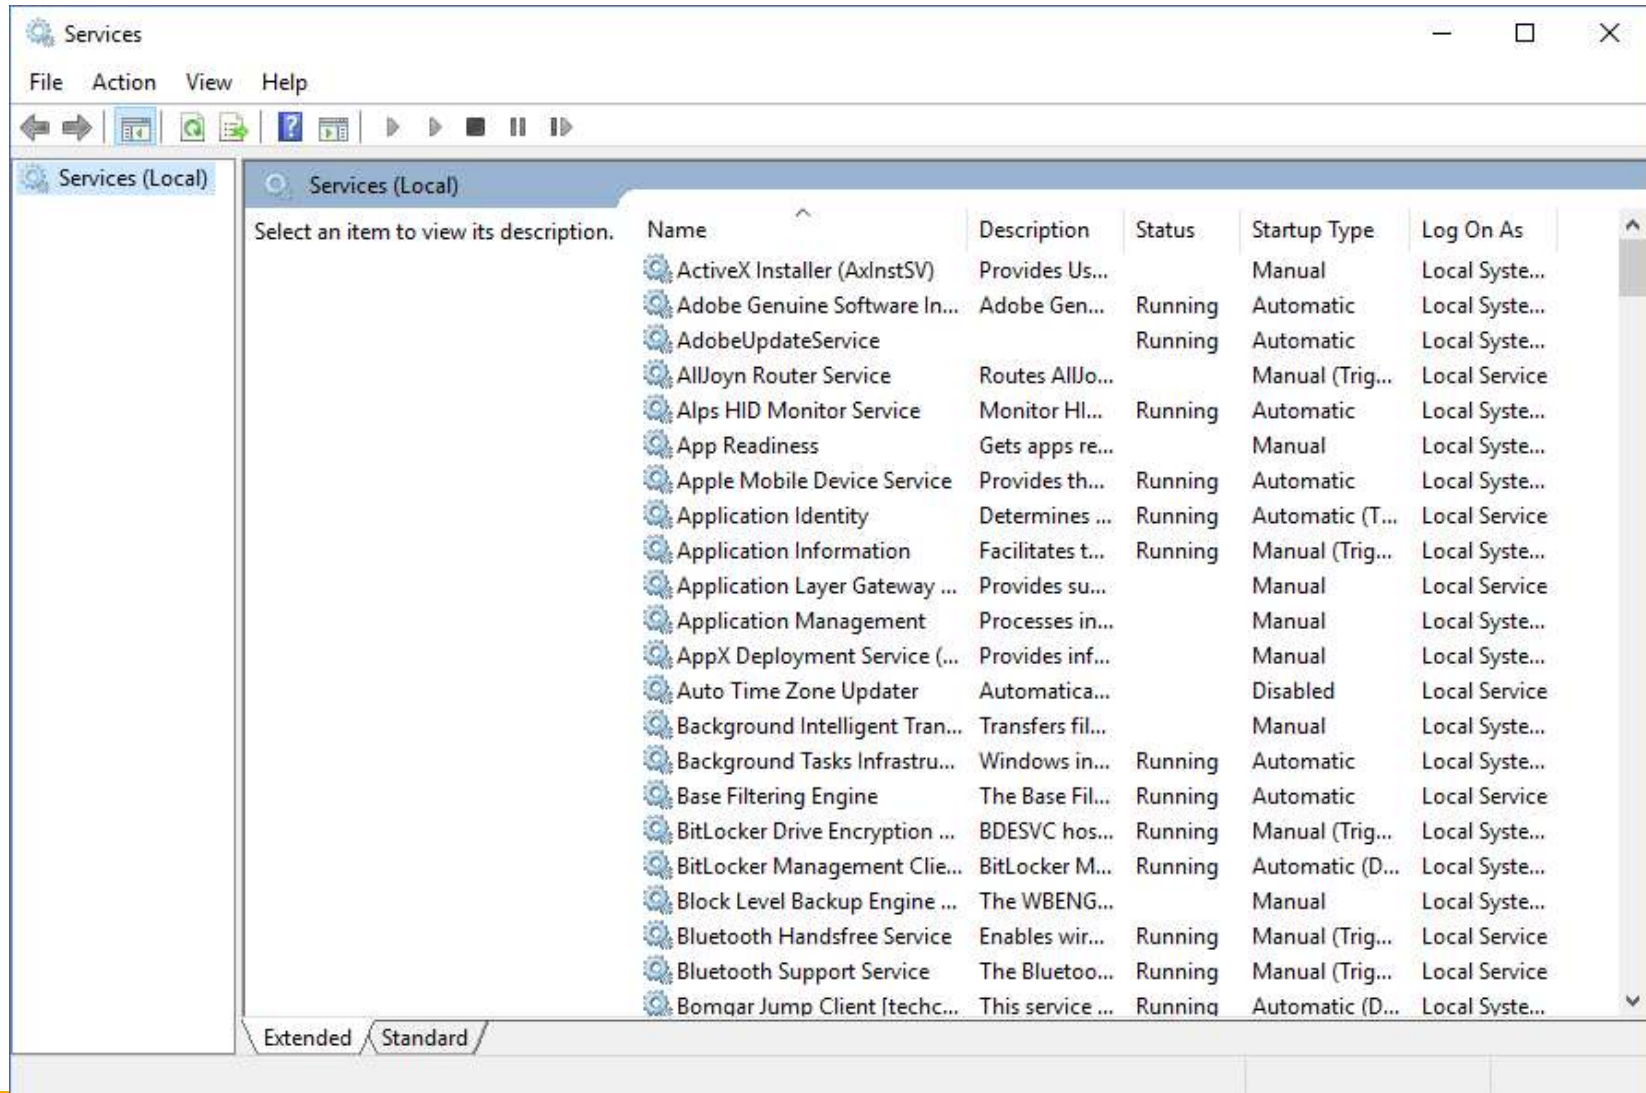 Services
File Action View Help
Services (Local)
Services (Local)
Select an item to view its description.
Name Description Status Startup Type Log On As
ActiveX Installer (AxInstSV) Provides Us... Manual Local Syste...
Adobe Genuine Software In... Adobe Gen... Running Automatic Local Syste...
AdobeUpdateService Running Automatic Local Syste...
AllJoyn Router Service Routes AllJo... Manual (Trig... Local Service
Alps HID Monitor Service Monitor HI... Running Automatic Local Syste...
App Readiness Gets apps re... Manual Local Syste...
Apple Mobile Device Service Provides th... Running Automatic Local Syste...
Application Identity Determines ... Running Automatic (T... Local Service
Application Information Facilitates t... Running Manual (Trig... Local Syste...
Application Layer Gateway ... Provides su... Manual Local Service
Application Management Processes in... Manual Local Syste...
AppX Deployment Service (... Provides inf... Manual Local Syste...
Auto Time Zone Updater Automatica... Disabled Local Service
Background Intelligent Tran... Transfers fil... Manual Local Syste...
Background Tasks Infrastru... Windows in... Running Automatic Local Syste...
Base Filtering Engine The Base Fil... Running Automatic Local Service
BitLocker Drive Encryption ... BDESVC hos... Running Manual (Trig... Local Syste...
BitLocker Management Clie... BitLocker M... Running Automatic (D... Local Syste...
Block Level Backup Engine ... The WBENG... Manual Local Syste...
Bluetooth Handsfree Service Enables wir... Running Manual (Trig... Local Service
Bluetooth Support Service The Bluetoo... Running Manual (Trig... Local Service
Bomgar Jump Client [techc... This service ... Running Automatic (D... Local Syste...
Extended Standard